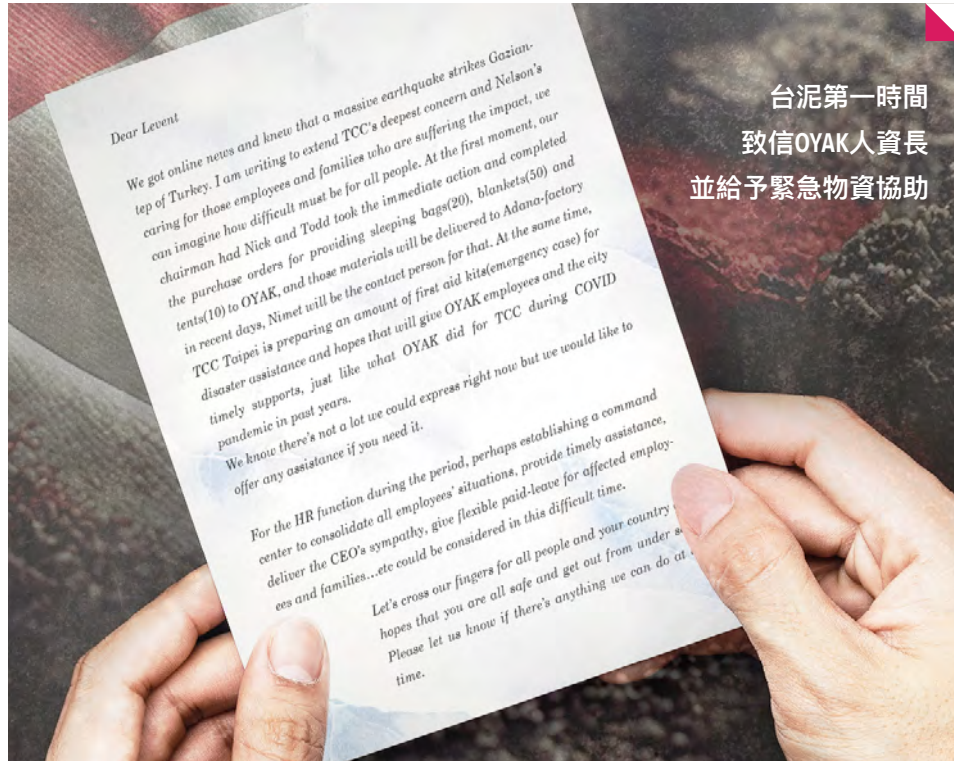 台泥第一時間
致信OYAK人資長
並給予緊急物資協助
Dear Levent
We got online news and knew that a massive earthquake strikes Gazian-
tep of Turkey. I am writing to extend TCC's deepest concern and Nelson's
caring for those employees and families who are suffering the impact, we
can imagine how difficult must be for all people. At the first moment, our
chairman had Nick and Todd took the immediate action and completed
the purchase orders for providing sleeping bags(20), blankets(50) and
tents(10) to OYAK, and those materials will be delivered to Adana-factory
in recent days, Nimet will be the contact person for that. At the same time,
TCC Taipei is preparing an amount of first aid kits(emergency case) for
disaster assistance and hopes that will give OYAK employees and the city
timely supports, just like what OYAK did for TCC during COVID
pandemic in past years.
We know there's not a lot we could express right now but we would like to
offer any assistance if you need it.
For the HR function during the period, perhaps establishing a command
center to consolidate all employees' situations, provide timely assistance,
deliver the CEO's sympathy, give flexible paid-leave for affected employ-
ees and families...etc could be considered in this difficult time.
Let's cross our fingers for all people and your country
hopes that you are all safe and get out from under
Please let us know if there's anything we can do at
time.